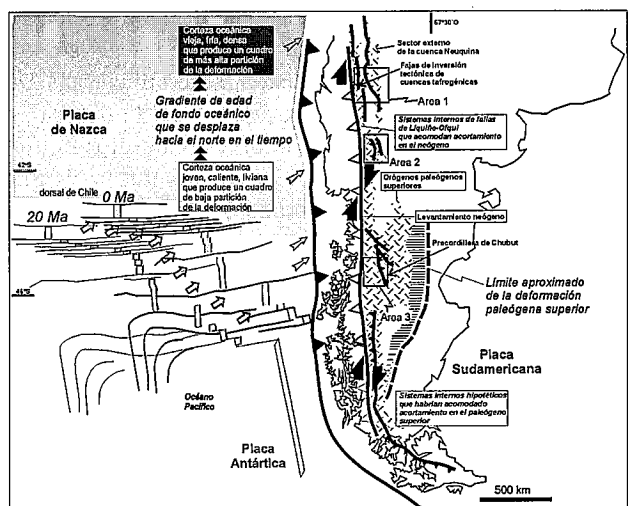 67°30´O
Corteza oceánica
vieja, fría, densa
que produce un cuadro
de más alta partición
de la deformación
Sector externo
de la cuenca Neuquina
Fajas de inversión
tectónica de
cuencas tafrogénicas
Area 1
Placa
de Nazca
Gradiente de edad
de fondo oceánico
que se desplaza
hacia el norte en el tiempo
Sistemas internos de fallas
de Liquiñe-Ofqui
que acomodan acortamiento
en el neógeno
42°S
Area 2
Corteza oceánica
joven, caliente, liviana
que produce un cuadro
de baja partición
de la deformación
Orógenos paleógenos
superiores
dorsal de Chile
0 Ma
20 Ma
Levantamiento neógeno
Precordillera de Chubut
46°S
Límite aproximado
de la deformación
paleógena superior
Area 3
Placa
Sudamericana
Océano
Pacífico
Sistemas internos hipotéticos
que habrían acomodado
acortamiento en el paleógeno
superior
Placa
Antártica
500 km